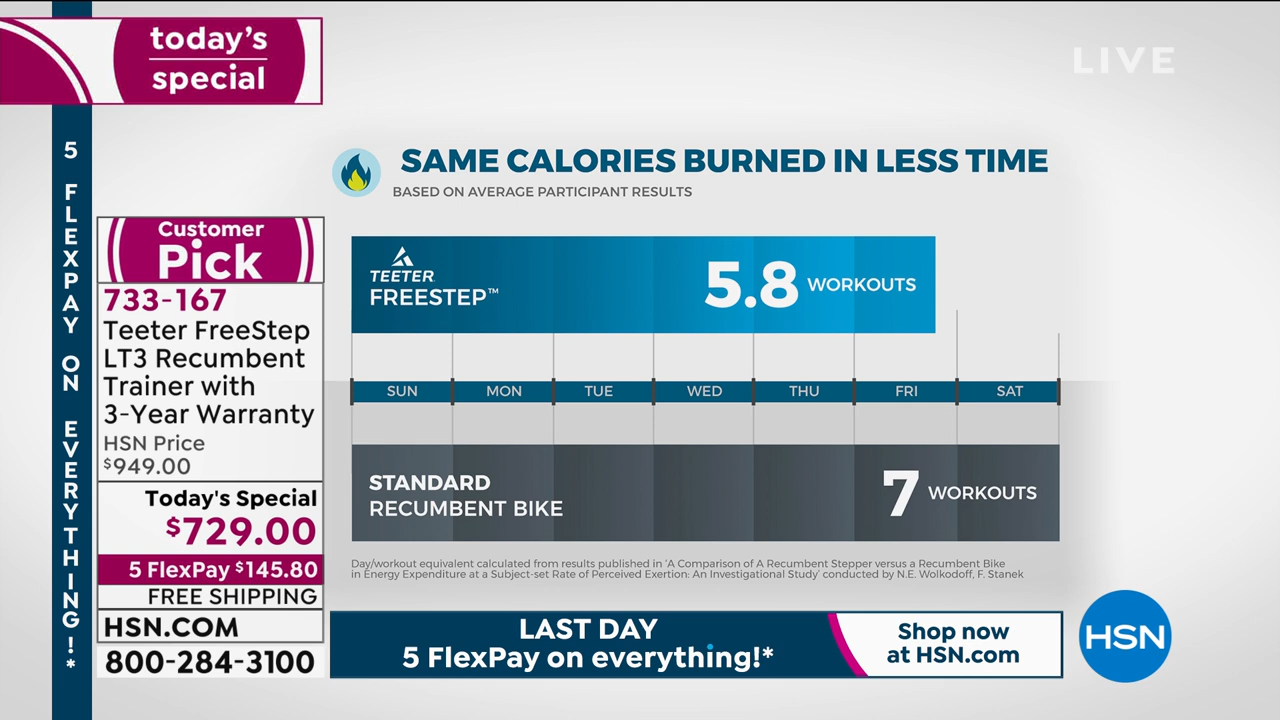 today's
special
LIVE
5 FLEXPAY ON EVERYTHING!*
Customer
Pick
733-167
Teeter FreeStep
LT3 Recumbent
Trainer with
3-Year Warranty
HSN Price
$949.00
Today's Special
$729.00
5 FlexPay $145.80
FREE SHIPPING
HSN.COM
800-284-3100
SAME CALORIES BURNED IN LESS TIME
BASED ON AVERAGE PARTICIPANT RESULTS
TEETER
FREESTEP™
5.8 WORKOUTS
SUN MON TUE WED THU FRI SAT
STANDARD
RECUMBENT BIKE
7 WORKOUTS
Day/workout equivalent calculated from results published in 'A Comparison of A Recumbent Stepper versus a Recumbent Bike
in Energy Expenditure at a Subject-set Rate of Perceived Exertion: An Investigational Study' conducted by N.E. Wolkodoff, F. Stanek
LAST DAY
5 FlexPay on everything!*
Shop now
at HSN.com
HSN